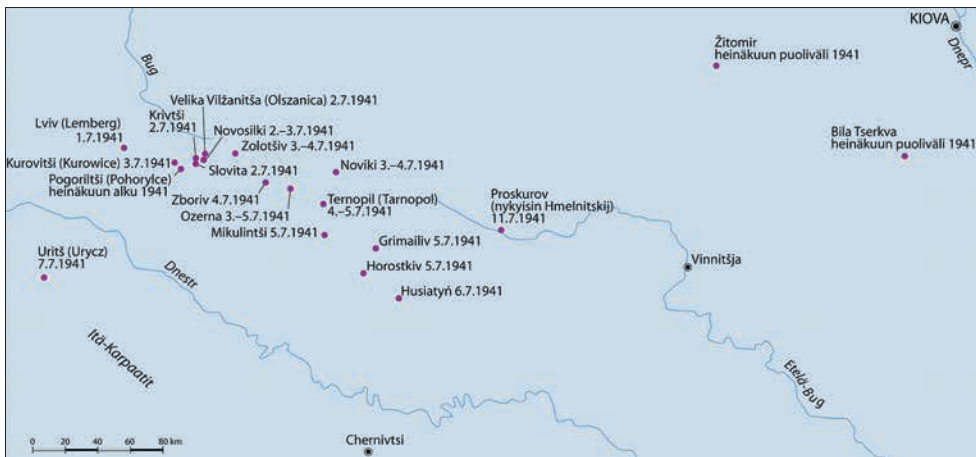 KIOVA
Dnepr
Žitomir
heinäkuun puoliväli 1941
Bug
Velika Vilžanitša (Olszanica) 2.7.1941
Krivtši
2.7.1941
Novosilki 2.–3.7.1941
Lviv (Lemberg)
1.7.1941
Zolotšiv 3.–4.7.1941
Bila Tserkva
heinäkuun puoliväli 1941
Kurovitši (Kurowice) 3.7.1941
Slovita 2.7.1941
Noviki 3.–4.7.1941
Pogoriltši (Pohorylce)
heinäkuun alku 1941
Zboriv 4.7.1941
Ozerna 3.–5.7.1941
Ternopil (Tarnopol)
4.–5.7.1941
Proskurov
(nykyisin Hmelnitskij)
11.7.1941
Mikulintši 5.7.1941
Grimailiv 5.7.1941
Uritš (Urycz)
7.7.1941
Vinnitšja
Horostkiv 5.7.1941
Dnestr
Husiatyń 6.7.1941
Itä-Karpaatit
Etelä-Bug
Chernivtsi
0 20 40 60 80 km